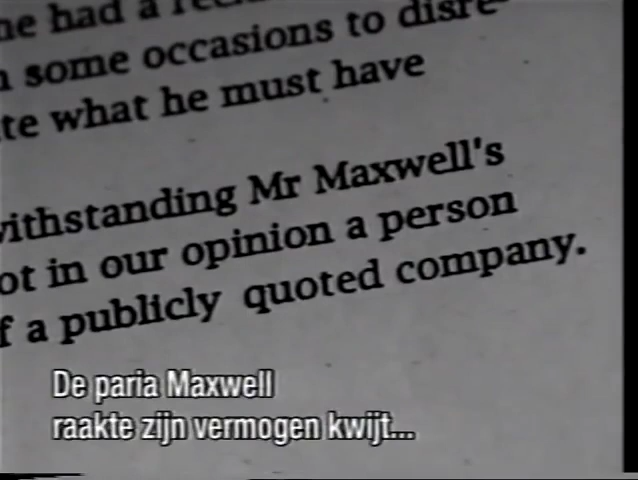 he had a
some occasions to disre
te what he must have
withstanding Mr Maxwell's
ot in our opinion a person
f a publicly quoted company.
De paria Maxwell
raakte zijn vermogen kwijt...